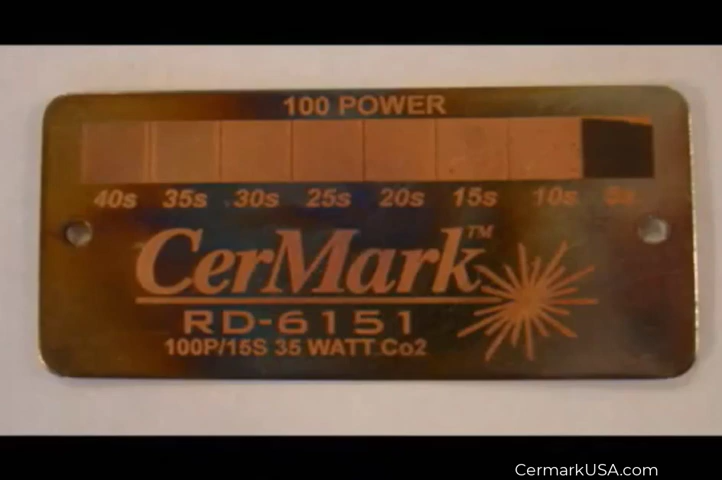 100 POWER
40s 35s 30s 25s 20s 15s 10s 5s
CerMark™
RD-6151
100P/15S 35 WATT Co2
CermarkUSA.com